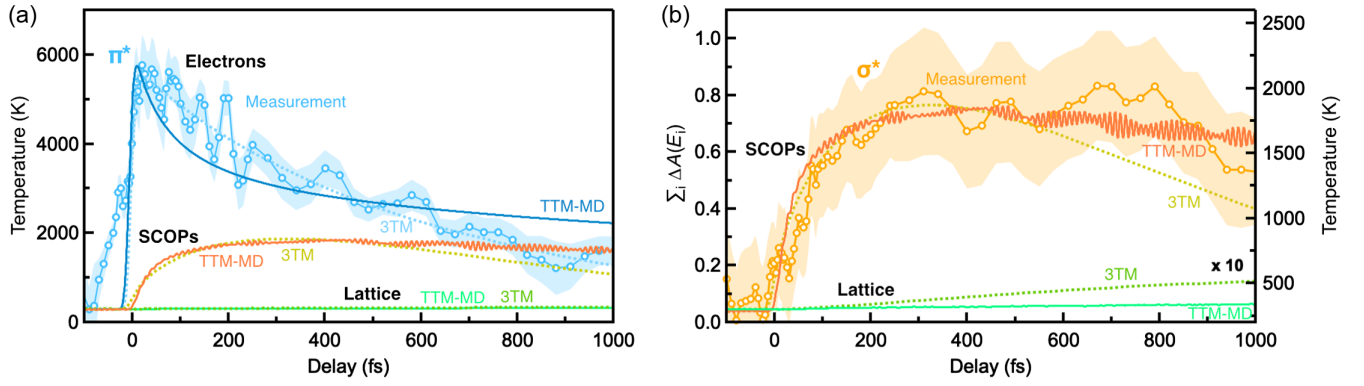 (a)
6000
4000
2000
0
Temperature (K)
π*
Electrons
Measurement
TTM-MD
SCOPs
3TM
TTM-MD
3TM
Lattice
TTM-MD
3TM
0
200
400
600
800
1000
Delay (fs)
(b)
1.0
0.8
0.6
0.4
0.2
0.0
Σi ΔA(Ei)
σ*
Measurement
SCOPs
TTM-MD
3TM
3TM
x 10
Lattice
TTM-MD
2500
2000
1500
1000
500
Temperature (K)
0
200
400
600
800
1000
Delay (fs)